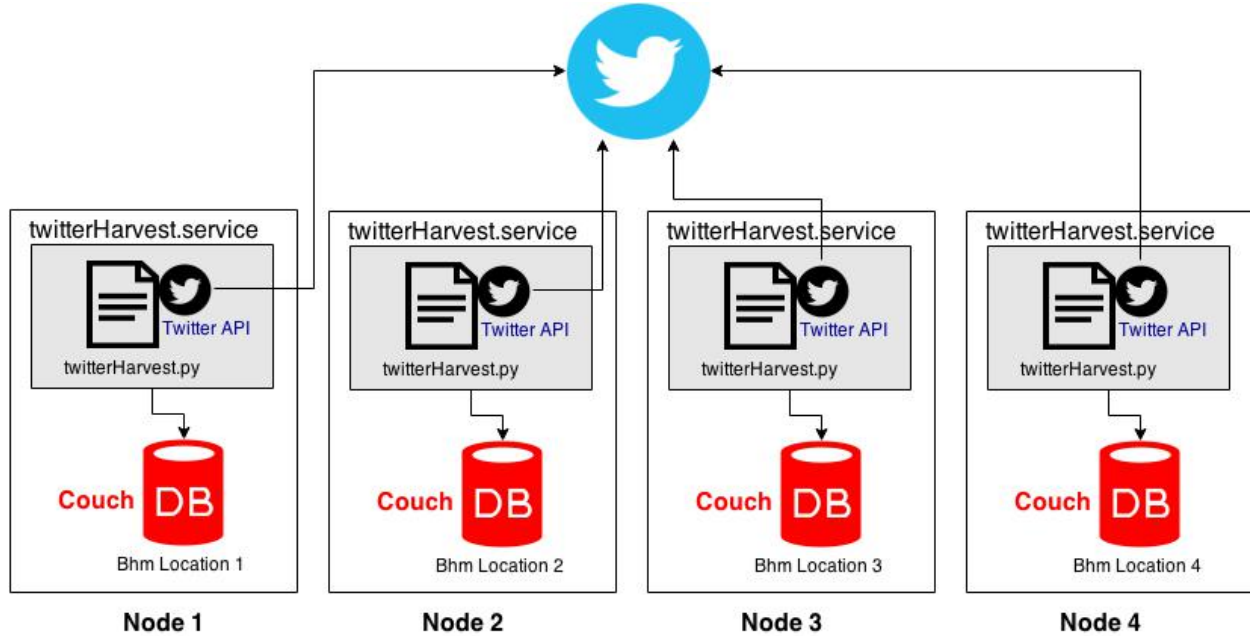 twitterHarvest.service
Twitter API
twitterHarvest.py
Couch
DB
Bhm Location 1
Node 1
twitterHarvest.service
Twitter API
twitterHarvest.py
Couch
DB
Bhm Location 2
Node 2
twitterHarvest.service
Twitter API
twitterHarvest.py
Couch
DB
Bhm Location 3
Node 3
twitterHarvest.service
Twitter API
twitterHarvest.py
Couch
DB
Bhm Location 4
Node 4